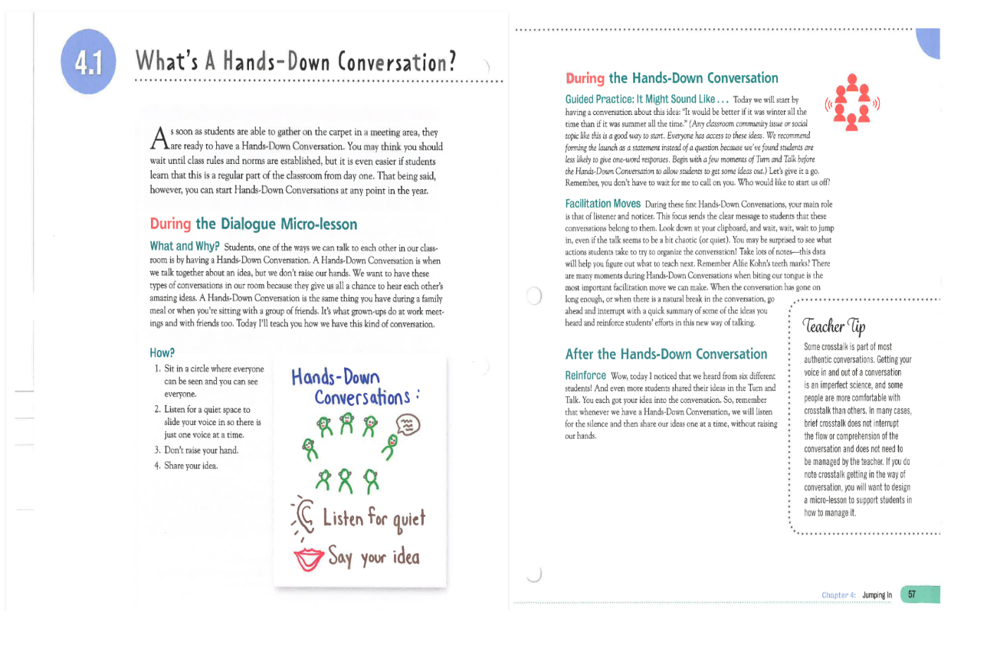 4.1
What's A Hands-Down Conversation?
As soon as students are able to gather on the carpet in a meeting area, they
are ready to have a Hands-Down Conversation. You may think you should
wait until class rules and norms are established, but it is even easier if students
learn that this is a regular part of the classroom from day one. That being said,
however, you can start Hands-Down Conversations at any point in the year.
During the Dialogue Micro-lesson
What and Why? Students, one of the ways we can talk to each other in our class-
room is by having a Hands-Down Conversation. A Hands-Down Conversation is when
we talk together about an idea, but we don't raise our hands. We want to have these
types of conversations in our room because they give us all a chance to hear each other's
amazing ideas. A Hands-Down Conversation is the same thing you have during a family
meal or when you're sitting with a group of friends. It's what grown-ups do at work meet-
ings and with friends too. Today I'll teach you how we have this kind of conversation.
How?
1. Sit in a circle where everyone
can be seen and you can see
everyone.
2. Listen for a quiet space to
slide your voice in so there is
just one voice at a time.
3. Don't raise your hand.
4. Share your idea.
Hands-Down
Conversations:
Listen for quiet
Say your idea
During the Hands-Down Conversation
Guided Practice: It Might Sound Like . . . Today we will start by
having a conversation about this idea: "It would be better if it was winter all the
time than if it was summer all the time." (Any classroom community issue or social
topic like this is a good way to start. Everyone has access to these ideas. We recommend
forming the launch as a statement instead of a question because we've found students are
less likely to give one-word responses. Begin with a few moments of Turn and Talk before
the Hands-Down Conversation to allow students to get some ideas out.) Let's give it a go.
Remember, you don't have to wait for me to call on you. Who would like to start us off?
Facilitation Moves During these first Hands-Down Conversations, your main role
is that of listener and noticer. This focus sends the clear message to students that these
conversations belong to them. Look down at your clipboard, and wait, wait, wait to jump
in, even if the talk seems to be a bit chaotic (or quiet). You may be surprised to see what
actions students take to try to organize the conversation! Take lots of notes—this data
will help you figure out what to teach next. Remember Alfie Kohn's teeth marks? There
are many moments during Hands-Down Conversations when biting our tongue is the
most important facilitation move we can make. When the conversation has gone on
long enough, or when there is a natural break in the conversation, go
ahead and interrupt with a quick summary of some of the ideas you
heard and reinforce students' efforts in this new way of talking.
After the Hands-Down Conversation
Reinforce Wow, today I noticed that we heard from six different
students! And even more students shared their ideas in the Turn and
Talk. You each got your idea into the conversation. So, remember
that whenever we have a Hands-Down Conversation, we will listen
for the silence and then share our ideas one at a time, without raising
our hands.
Teacher Tip
Some crosstalk is part of most
authentic conversations. Getting your
voice in and out of a conversation
is an imperfect science, and some
people are more comfortable with
crosstalk than others. In many cases,
brief crosstalk does not interrupt
the flow or comprehension of the
conversation and does not need to
be managed by the teacher. If you do
note crosstalk getting in the way of
conversation, you will want to design
a micro-lesson to support students in
how to manage it.
Chapter 4: Jumping In 57